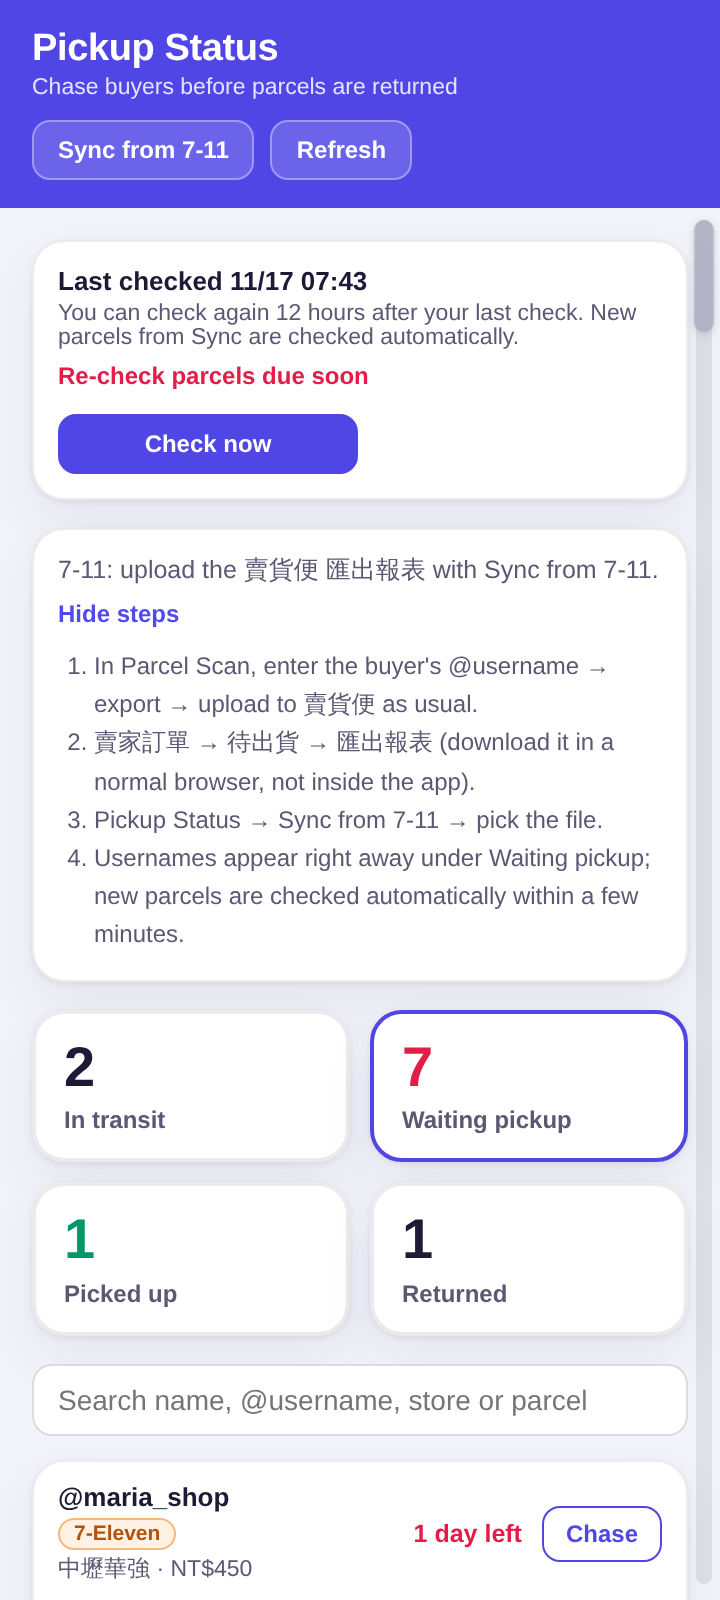 Pickup Status
Chase buyers before parcels are returned
Sync from 7-11
Refresh
Last checked 11/17 07:43
You can check again 12 hours after your last check. New
parcels from Sync are checked automatically.
Re-check parcels due soon
Check now
7-11: upload the 賣貨便 匯出報表 with Sync from 7-11.
Hide steps
1. In Parcel Scan, enter the buyer's @username →
export → upload to 賣貨便 as usual.
2. 賣家訂單 → 待出貨 → 匯出報表 (download it in a
normal browser, not inside the app).
3. Pickup Status → Sync from 7-11 → pick the file.
4. Usernames appear right away under Waiting pickup;
new parcels are checked automatically within a few
minutes.
2
In transit
7
Waiting pickup
1
Picked up
1
Returned
Search name, @username, store or parcel
@maria_shop
7-Eleven
中壢華強 · NT$450
1 day left
Chase